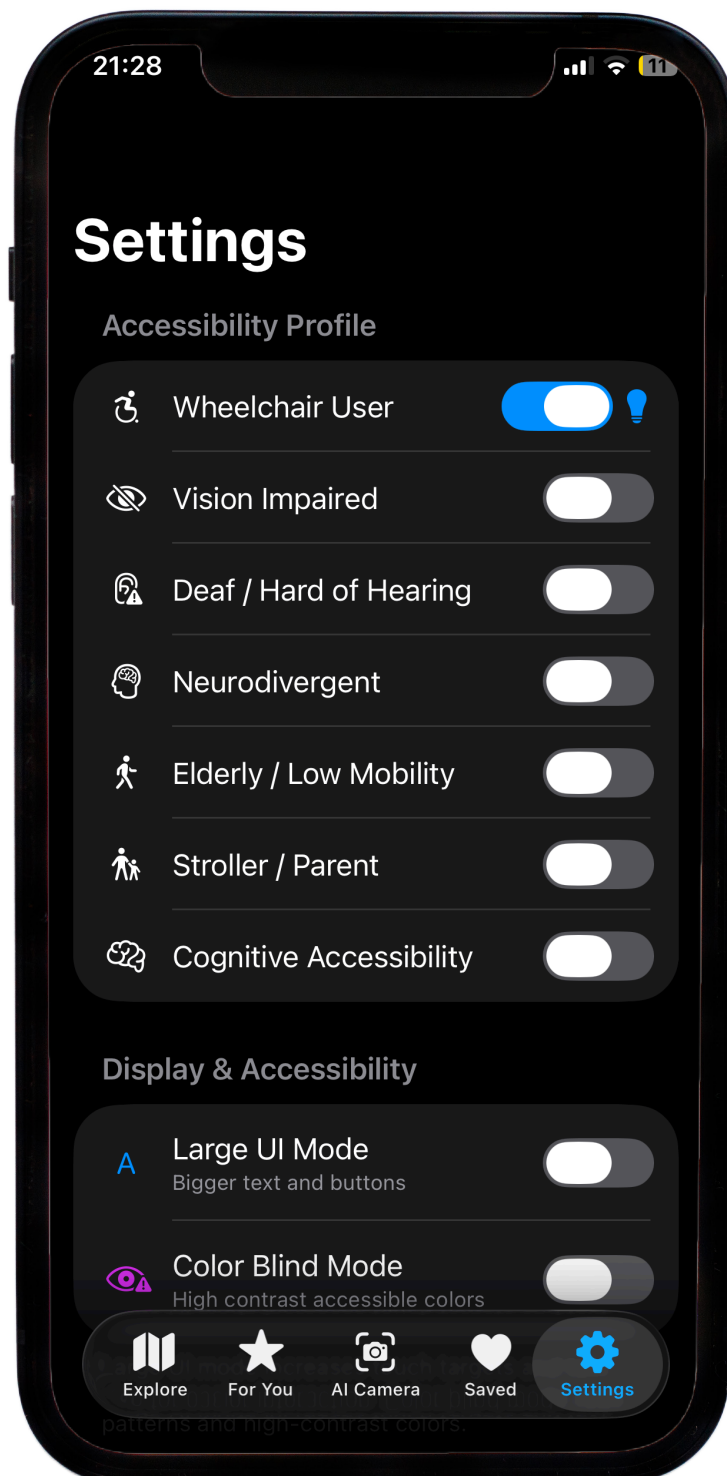 21:28
11
Settings
Accessibility Profile
Wheelchair User
Vision Impaired
Deaf / Hard of Hearing
Neurodivergent
Elderly / Low Mobility
Stroller / Parent
Cognitive Accessibility
Display & Accessibility
A
Large UI Mode
Bigger text and buttons
Color Blind Mode
High contrast accessible colors
Explore
For You
AI Camera
Saved
Settings
patterns and high-contrast colors.